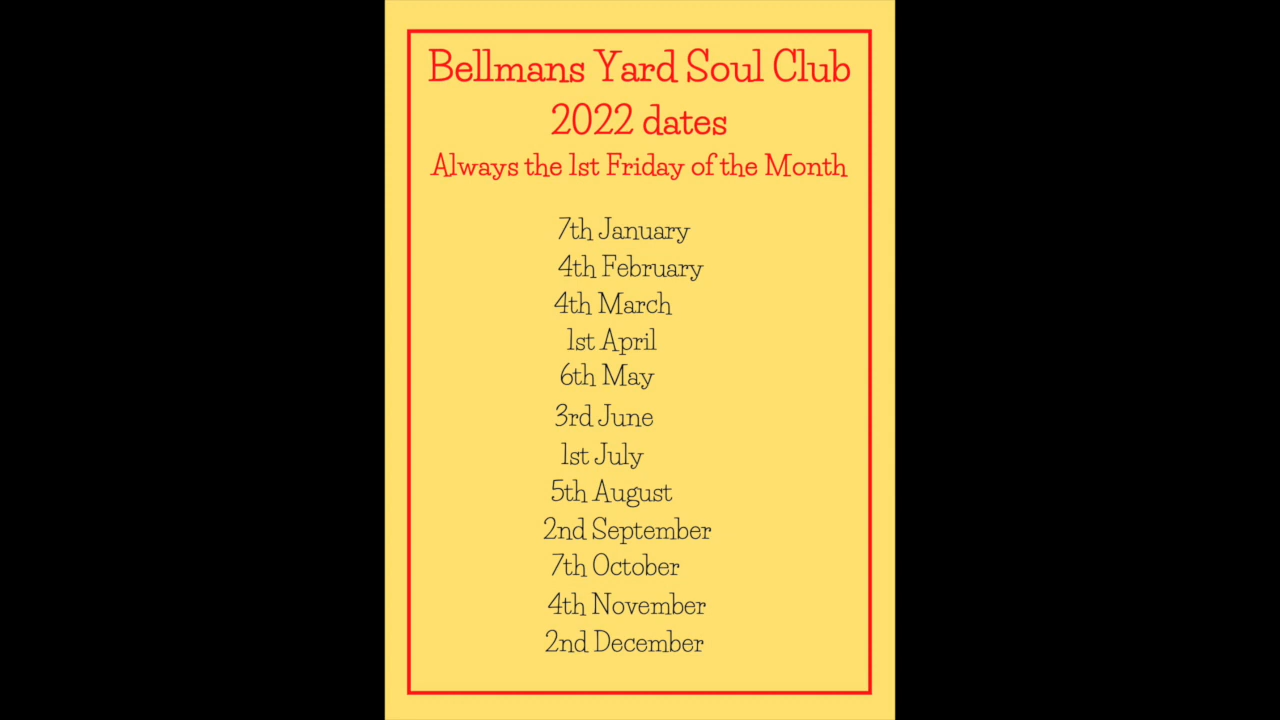 Bellmans Yard Soul Club
2022 dates
Always the 1st Friday of the Month
7th January
4th February
4th March
1st April
6th May
3rd June
1st July
5th August
2nd September
7th October
4th November
2nd December